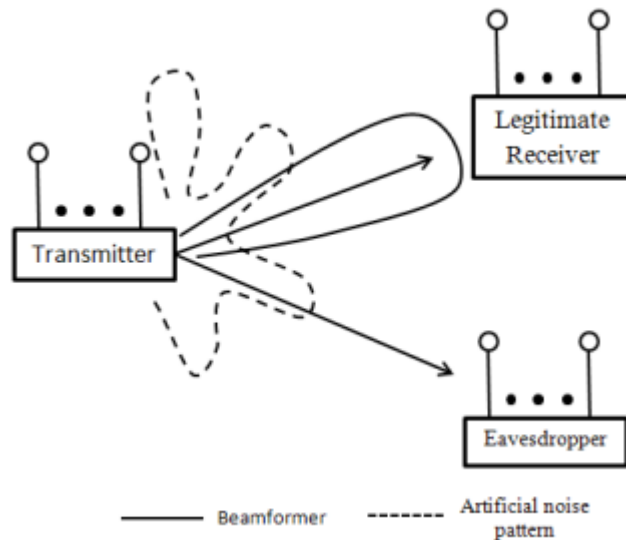 Legitimate
Receiver
Transmitter
Eavesdropper
Beamformer
Artificial noise
pattern